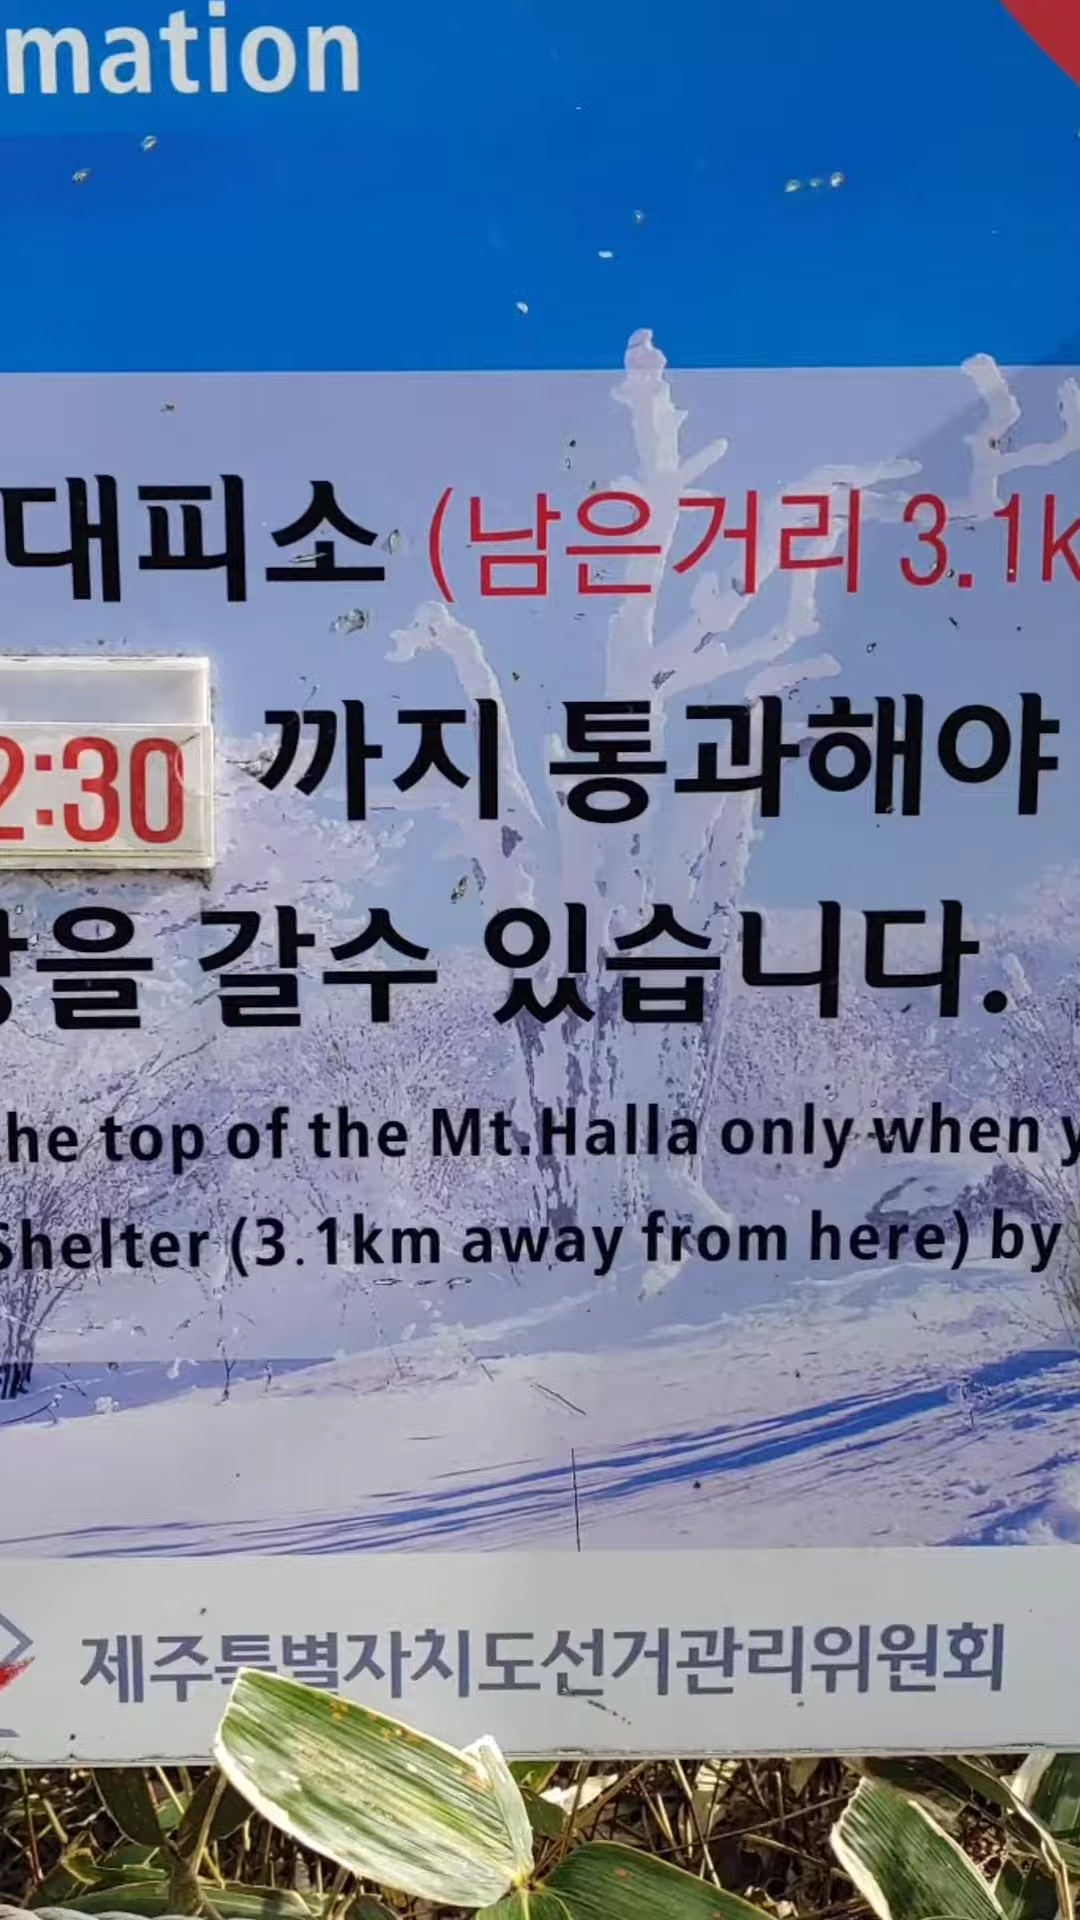 mation
대피소 (남은거리 3.1k
2:30 까지 통과해야
을 갈수 있습니다.
he top of the Mt.Halla only when y
Shelter (3.1km away from here) by
제주특별자치도선거관리위원회